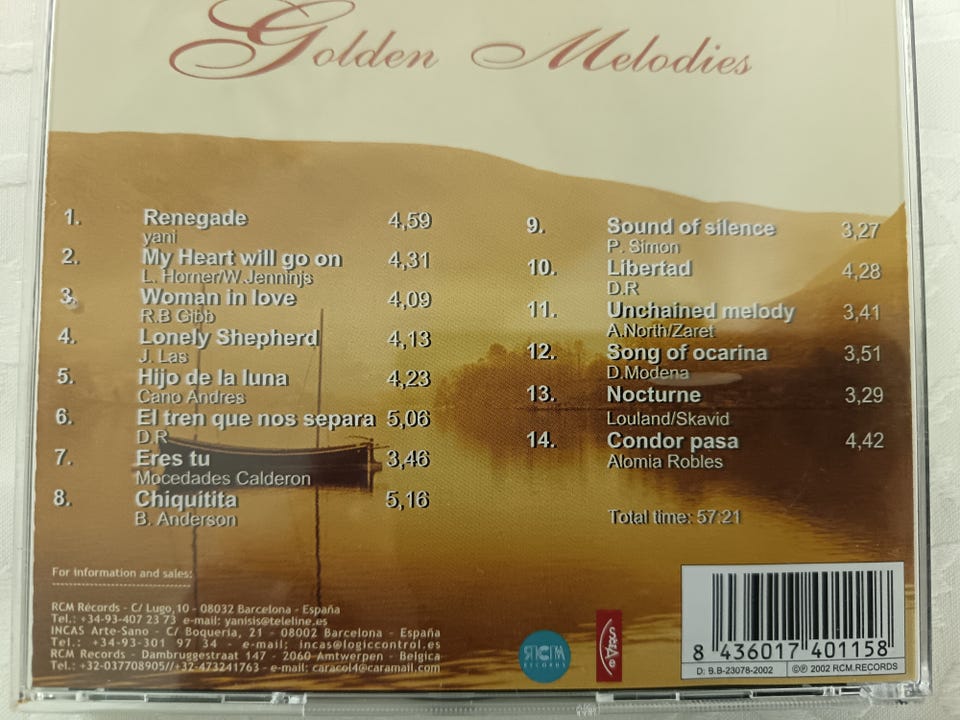 Golden Melodies
1. Renegade 4,59
yani
2. My Heart will go on 4,31
L. Horner/W.Jenninjs
3. Woman in love 4,09
R.B Gibb
4. Lonely Shepherd 4,13
J. Las
5. Hijo de la luna 4,23
Cano Andres
6. El tren que nos separa 5,06
D.R
7. Eres tu 3,46
Mocedades Calderon
8. Chiquítita 5,16
B. Anderson
9. Sound of silence 3,27
P. Simon
10. Libertad 4,28
D.R
11. Unchained melody 3,41
A.North/Zaret
12. Song of ocarina 3,51
D.Modena
13. Nocturne 3,29
Louland/Skavid
14. Condor pasa 4,42
Alomia Robles
Total time: 57:21
For information and sales:
RCM Récords - C/ Lugo,10 - 08032 Barcelona - España
Tel.: +34-93-407 23 73 e-mail: yanisis@teleline.es
INCAS Arte-Sano - C/ Boqueria, 21 - 08002 Barcelona - España
Tel.: +34-93-301 97 34 - e-mail: incas@logiccontrol.es
RCM Records - Dambruggestraat 147 - 2060 Amtwerpen - Belgica
Tel.: +32-037708905//+32-473241763 - e-mail: caracol4@caramail.com
RCM
RECORDS
SGAE
8 436017 401158
D: B.B-23078-2002
©℗ 2002 RCM.RECORDS